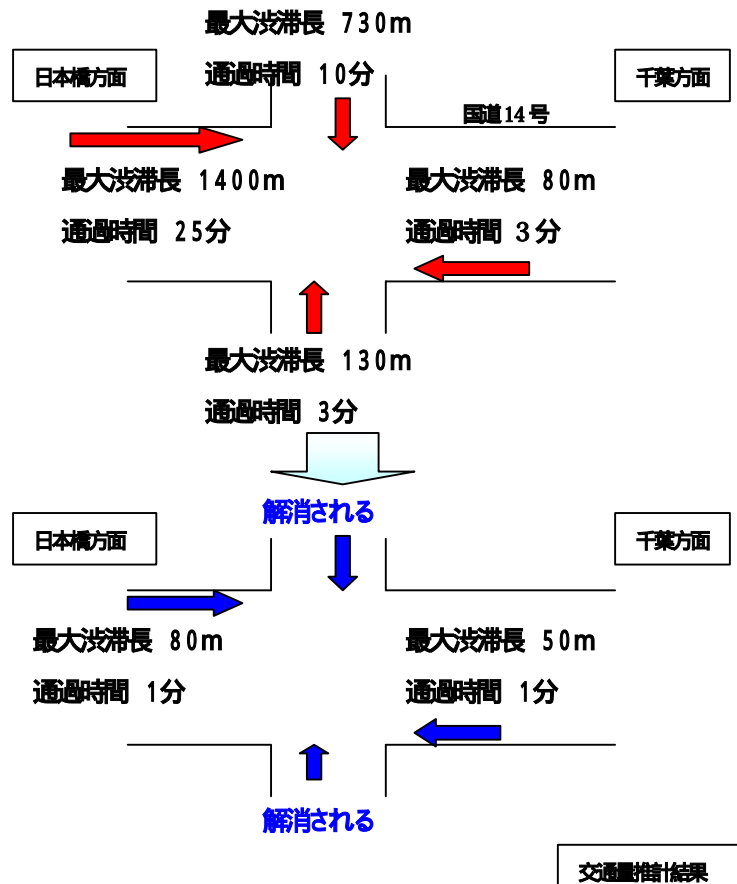 最大渋滞長 730m
通過時間 10分
日本橋方面
千葉方面
国道14号
最大渋滞長 1400m
通過時間 25分
最大渋滞長 80m
通過時間 3分
最大渋滞長 130m
通過時間 3分
解消される
日本橋方面
千葉方面
最大渋滞長 80m
通過時間 1分
最大渋滞長 50m
通過時間 1分
解消される
交通量推計結果